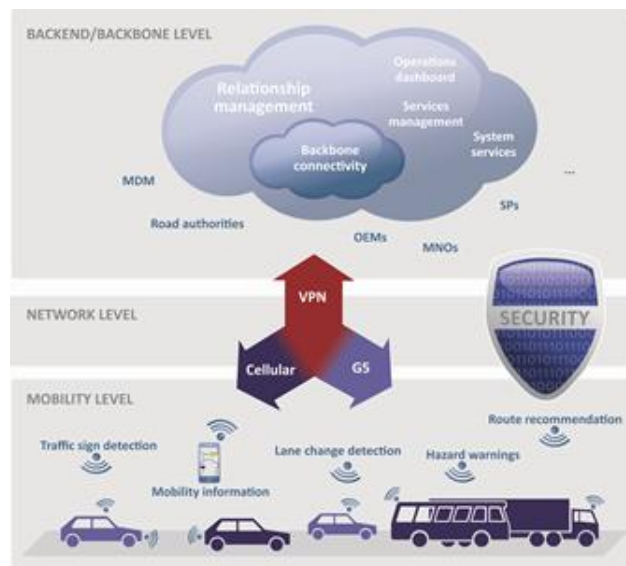 BACKEND/BACKBONE LEVEL
Operations
dashboard
Relationship
management
Services
management
System
services
Backbone
connectivity
...
MDM
SPs
Road authorities
OEMs
MNOs
VPN
NETWORK LEVEL
SECURITY
Cellular
G5
MOBILITY LEVEL
Route recommendation
Traffic sign detection
Lane change detection
Hazard warnings
Mobility information